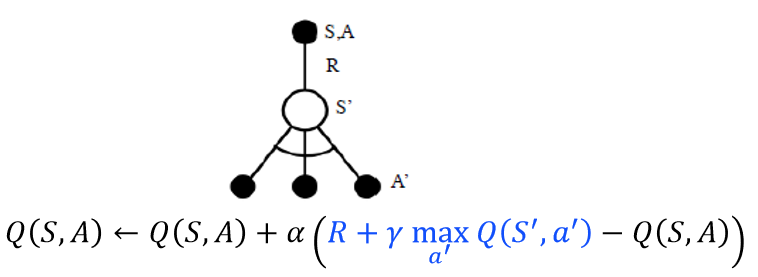 S,A
R
S'
A'
Q(S, A) ← Q(S, A) + α (R + γ max Q(S′, a′) − Q(S, A))
a′